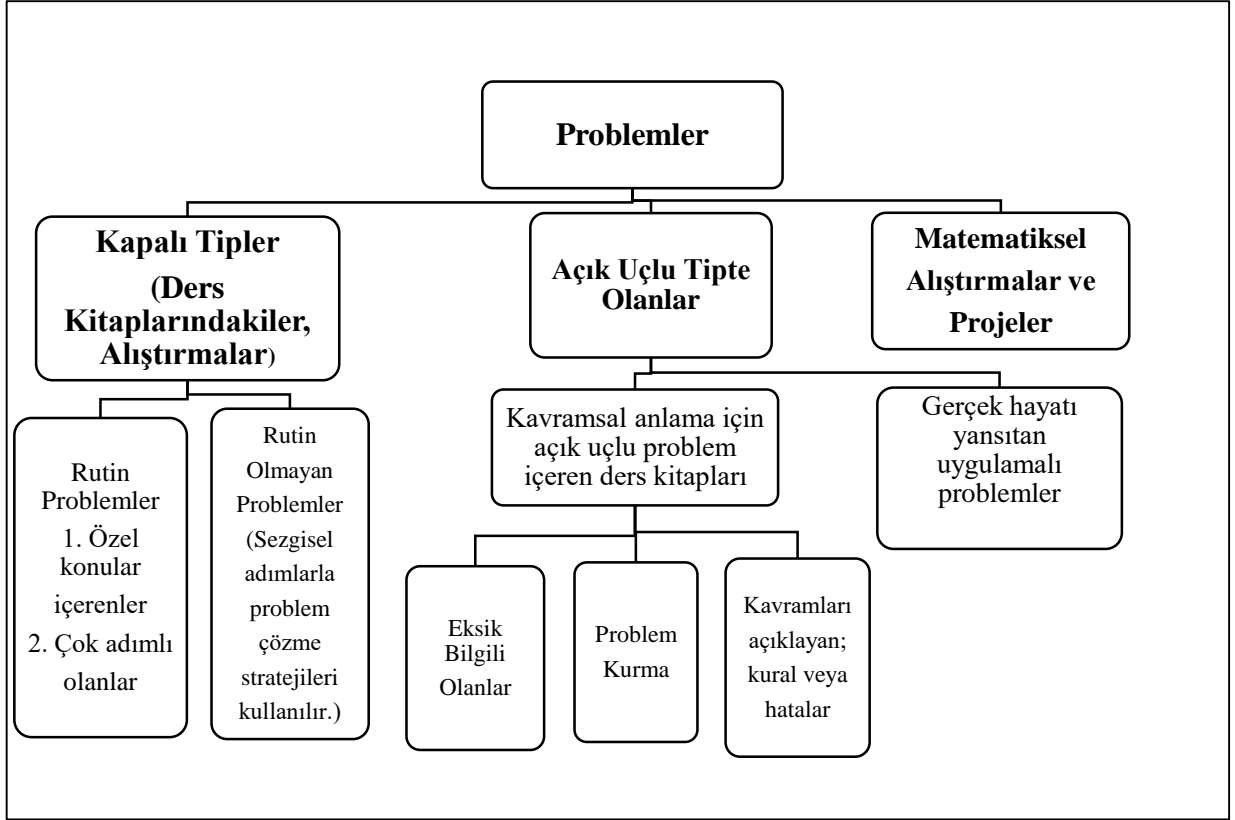 Problemler
Kapalı Tipler
(Ders
Kitaplarındakiler,
Alıştırmalar)
Açık Uçlu Tipte
Olanlar
Matematiksel
Alıştırmalar ve
Projeler
Rutin
Problemler
1. Özel
konular
içerenler
2. Çok adımlı
olanlar
Rutin
Olmayan
Problemler
(Sezgisel
adımlarla
problem
çözme
stratejileri
kullanılır.)
Kavramsal anlama için
açık uçlu problem
içeren ders kitapları
Gerçek hayatı
yansıtan
uygulamalı
problemler
Eksik
Bilgili
Olanlar
Problem
Kurma
Kavramları
açıklayan;
kural veya
hatalar